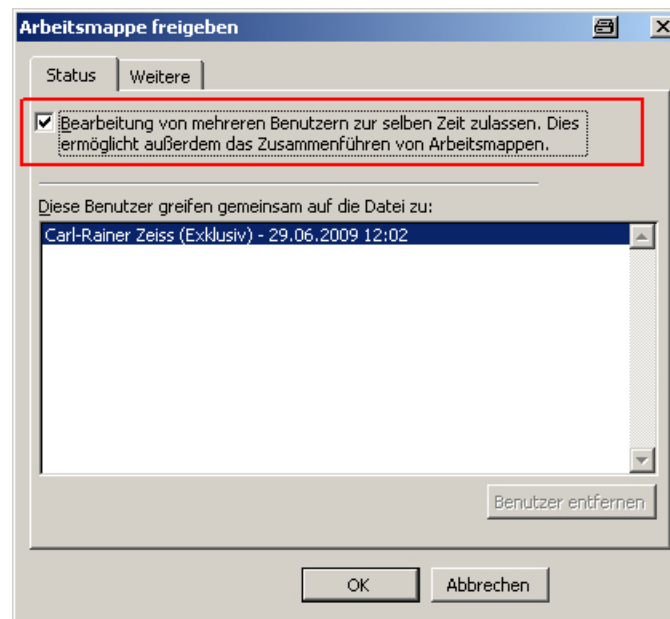 Arbeitsmappe freigeben
Status
Weitere
Bearbeitung von mehreren Benutzern zur selben Zeit zulassen. Dies
ermöglicht außerdem das Zusammenführen von Arbeitsmappen.
Diese Benutzer greifen gemeinsam auf die Datei zu:
Carl-Rainer Zeiss (Exklusiv) - 29.06.2009 12:02
Benutzer entfernen
OK
Abbrechen